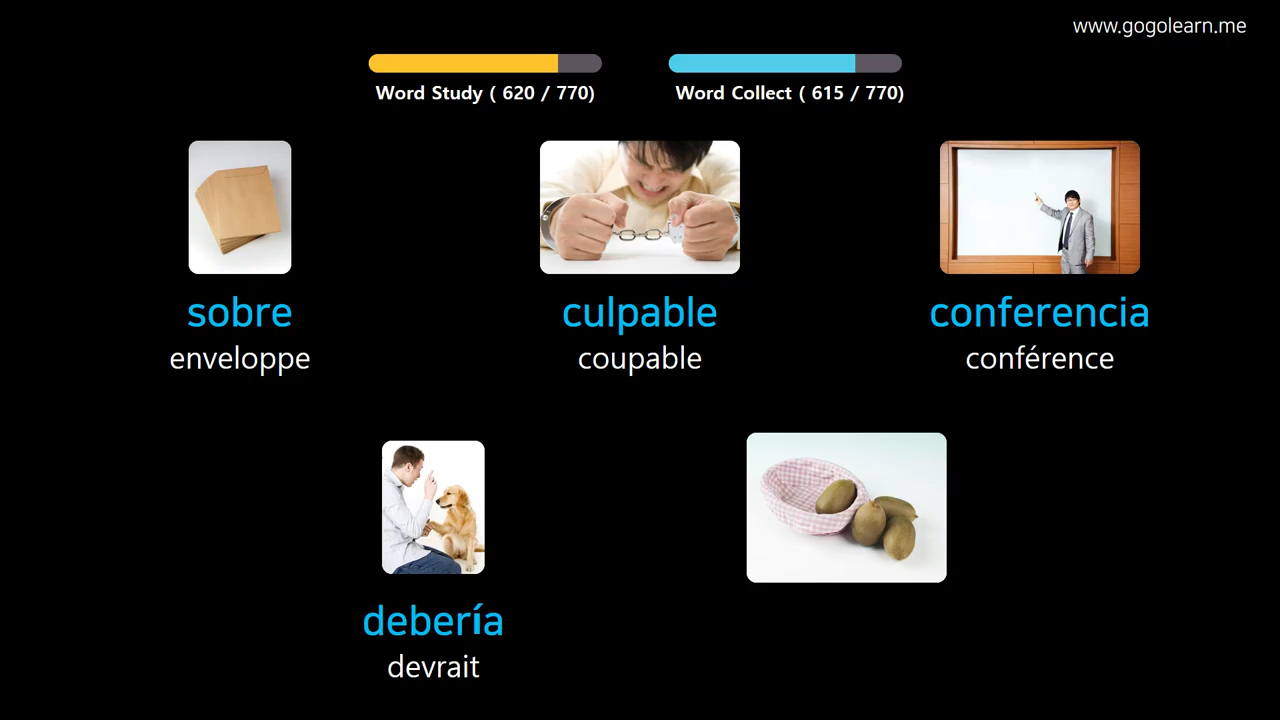 www.gogolearn.me
Word Study ( 620 / 770)
Word Collect ( 615 / 770)
sobre
enveloppe
culpable
coupable
conferencia
conférence
debería
devrait